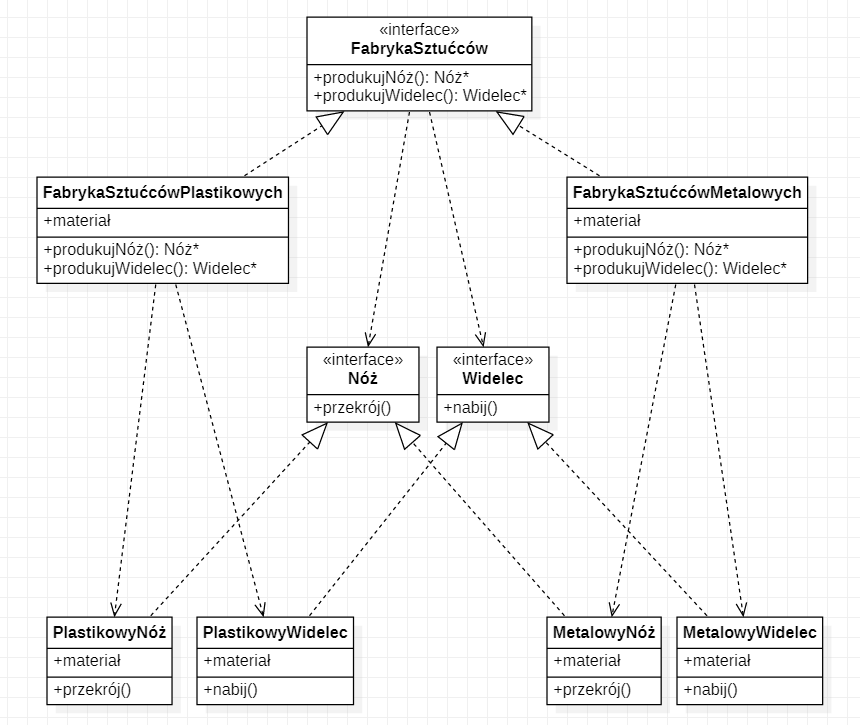 «interface»
FabrykaSztućców
+produkujNóż(): Nóż*
+produkujWidelec(): Widelec*
FabrykaSztućcówPlastikowych
+materiał
+produkujNóż(): Nóż*
+produkujWidelec(): Widelec*
FabrykaSztućcówMetalowych
+materiał
+produkujNóż(): Nóż*
+produkujWidelec(): Widelec*
«interface»
Nóż
+przekrój()
«interface»
Widelec
+nabij()
PlastikowyNóż
+materiał
+przekrój()
PlastikowyWidelec
+materiał
+nabij()
MetalowyNóż
+materiał
+przekrój()
MetalowyWidelec
+materiał
+nabij()